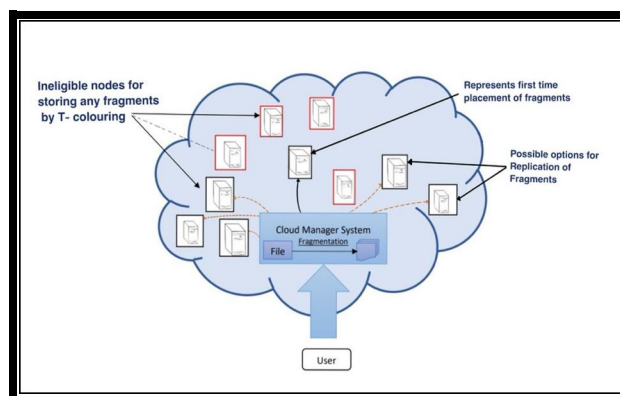 Ineligible nodes for
storing any fragments
by T- colouring
Represents first time
placement of fragments
Possible options for
Replication of
Fragments
Cloud Manager System
Fragmentation
File
User